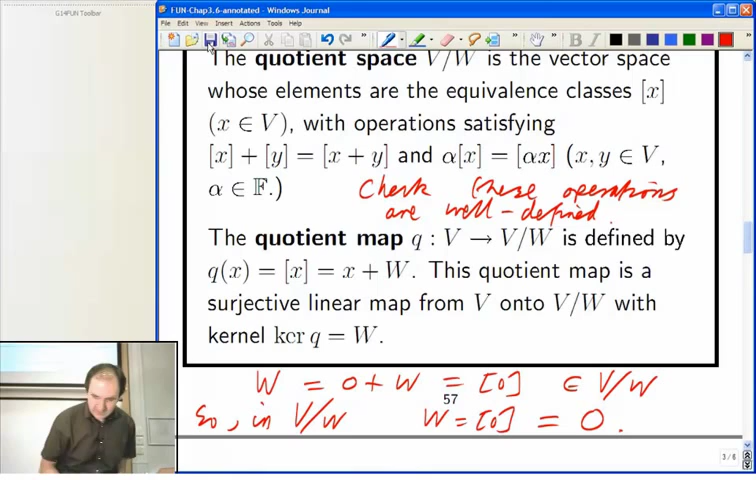 G14FUN Toolbar
FUN-Chap3.6-annotated - Windows Journal
File Edit View Insert Actions Tools Help
The quotient space V/W is the vector space
whose elements are the equivalence classes [x]
(x ∈ V), with operations satisfying
[x] + [y] = [x + y] and α[x] = [αx] (x, y ∈ V,
α ∈ 𝔽.)
Check these operations
are well-defined.
The quotient map q : V → V/W is defined by
q(x) = [x] = x + W. This quotient map is a
surjective linear map from V onto V/W with
kernel ker q = W.
W = 0 + W = [0] ∈ V/W
57
So, in V/W W = [0] = 0.
3 / 6